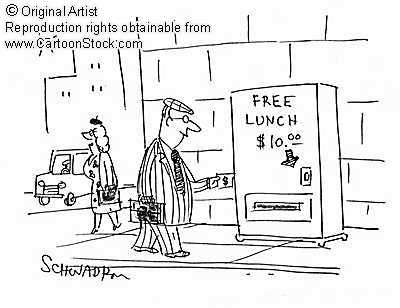 © Original Artist
Reproduction rights obtainable from
www.CartoonStock.com
FREE
LUNCH
$10.00
$
SCHWADRON